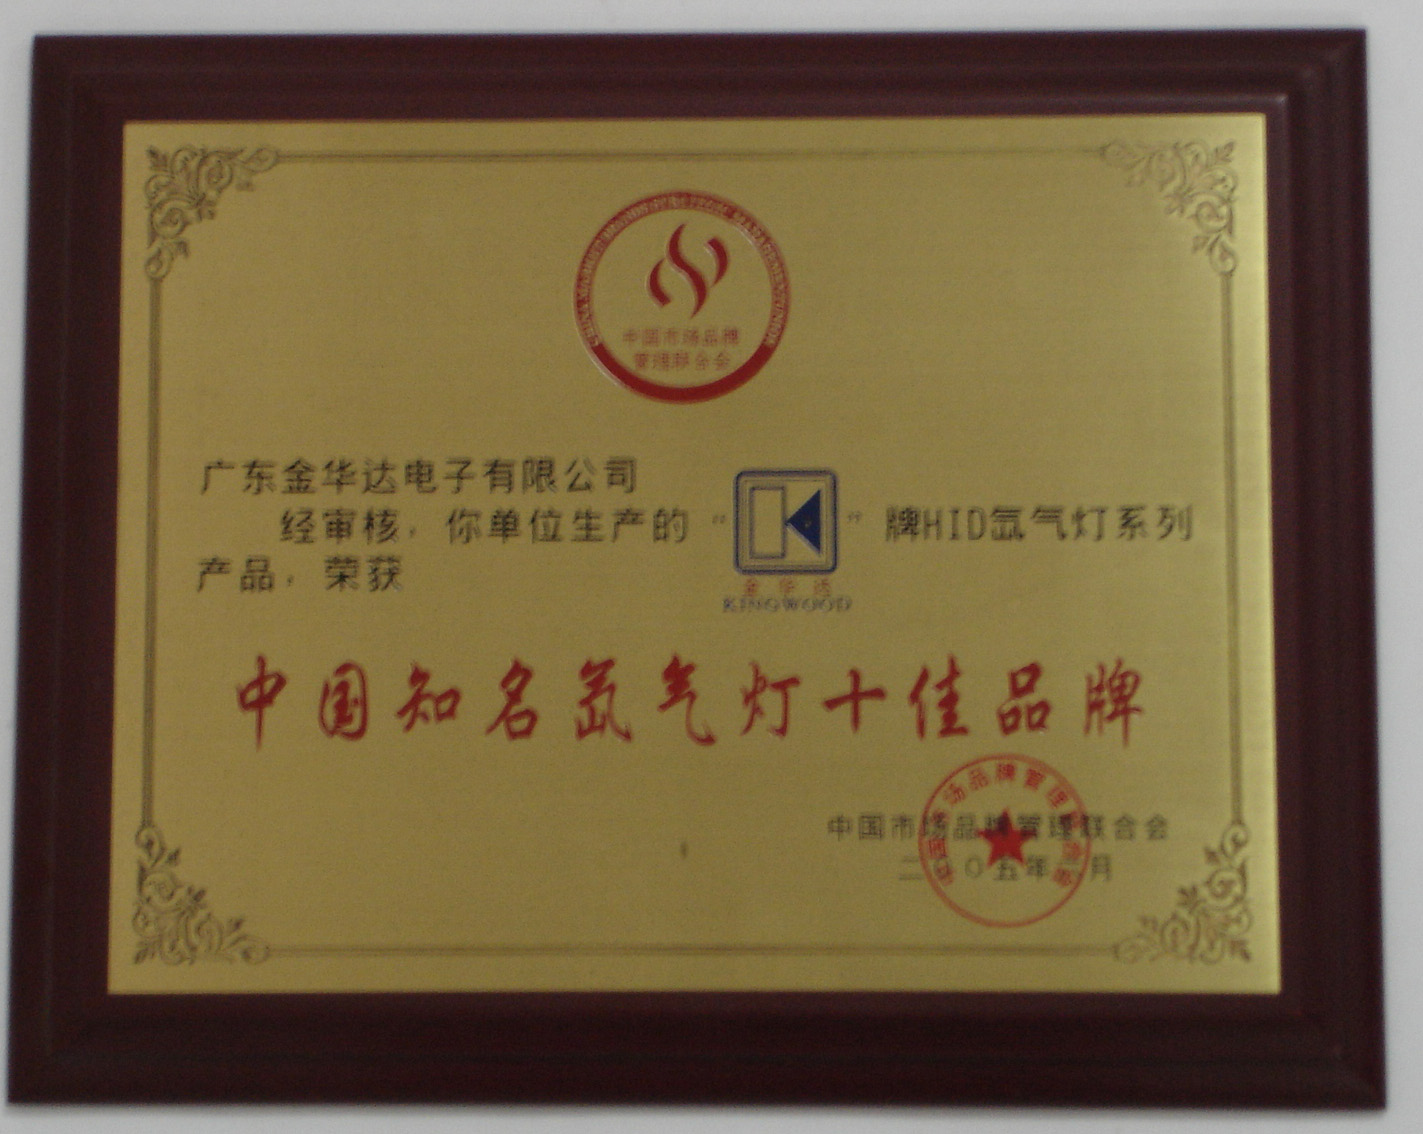 中国市场品牌
管理联合会
广东金华达电子有限公司
经审核，你单位生产的“
金华达
KINGWOOD
”牌HID氙气灯系列
产品，荣获
中国知名氙气灯十佳品牌
中国市场品牌管理联合会
二〇〇五年 月